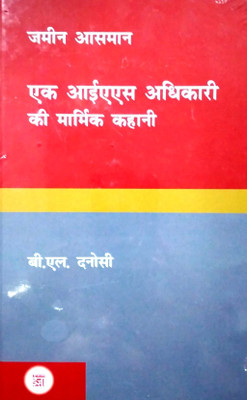 जमीन आसमान
एक आईएएस अधिकारी
की मार्मिक कहानी
बी.एल. दनोसी